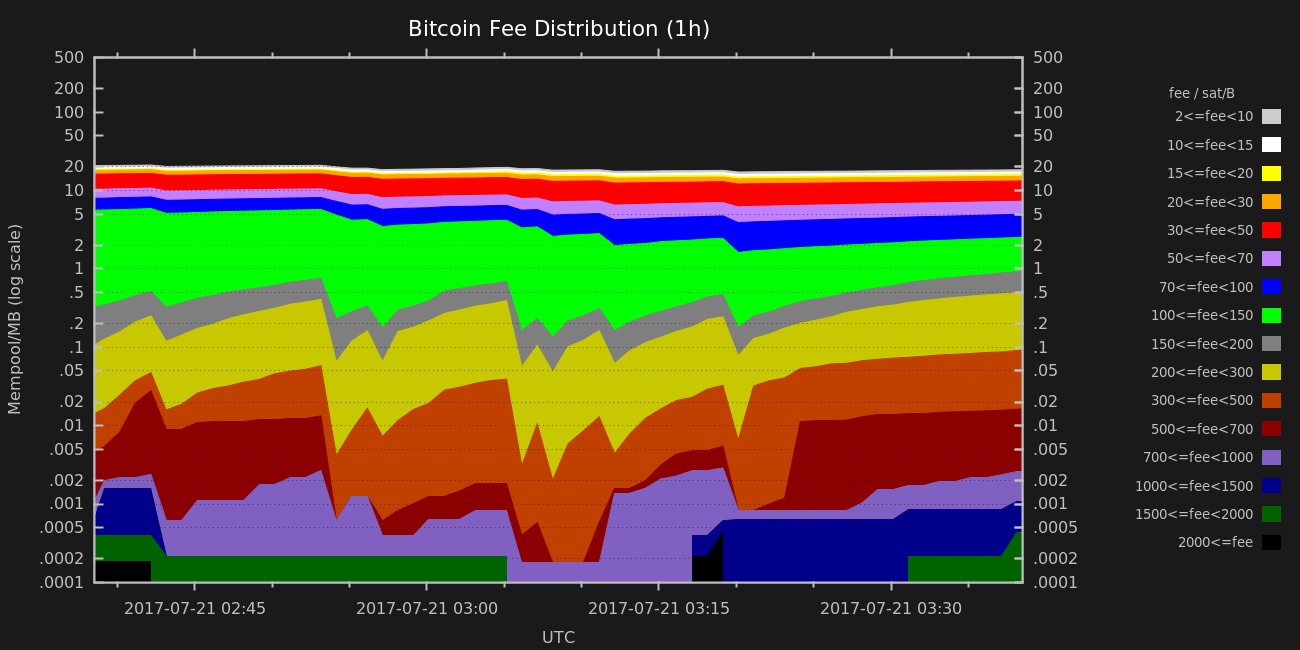 Bitcoin Fee Distribution (1h)
500 500
200 200
100 100
50 50
20 20
10 10
5 5
2 2
1 1
.5 .5
.2 .2
.1 .1
.05 .05
.02 .02
.01 .01
.005 .005
.002 .002
.001 .001
.0005 .0005
.0002 .0002
.0001 .0001
Mempool/MB (log scale)
2017-07-21 02:45 2017-07-21 03:00 2017-07-21 03:15 2017-07-21 03:30
UTC
fee / sat/B
2<=fee<10
10<=fee<15
15<=fee<20
20<=fee<30
30<=fee<50
50<=fee<70
70<=fee<100
100<=fee<150
150<=fee<200
200<=fee<300
300<=fee<500
500<=fee<700
700<=fee<1000
1000<=fee<1500
1500<=fee<2000
2000<=fee